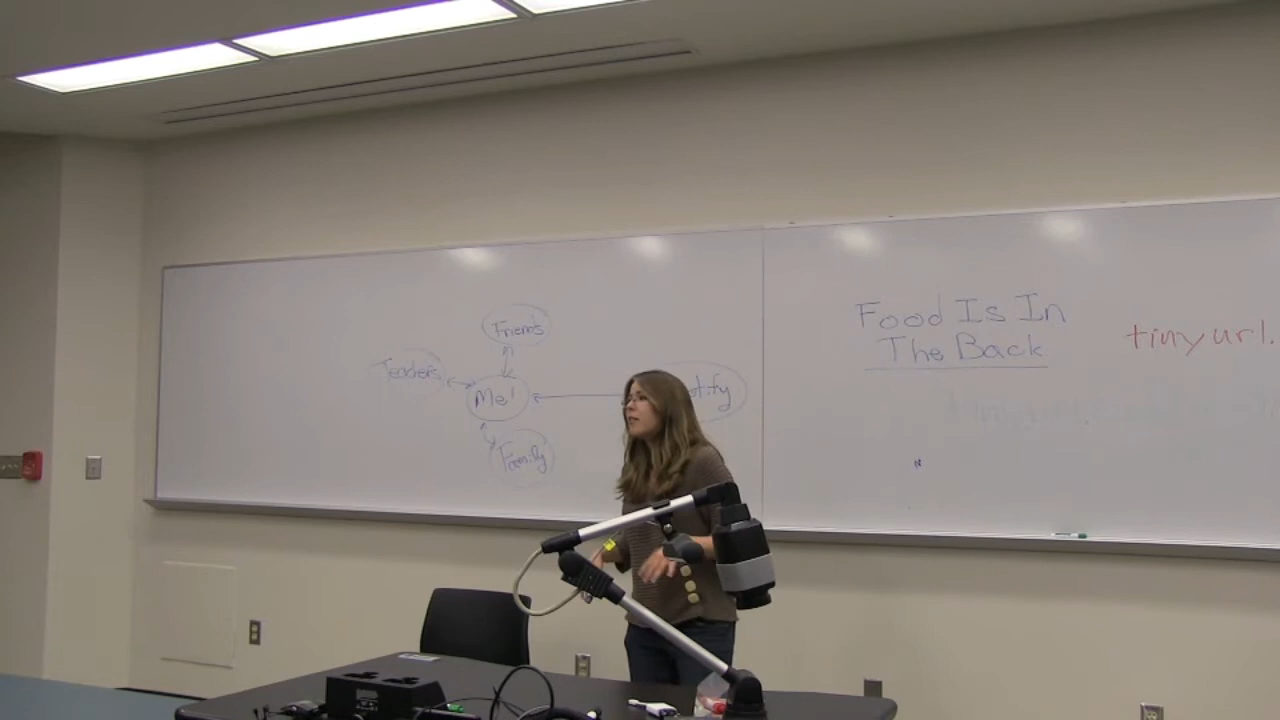 Friends
Teachers
Me!
Family
Food Is In
The Back
tinyurl.